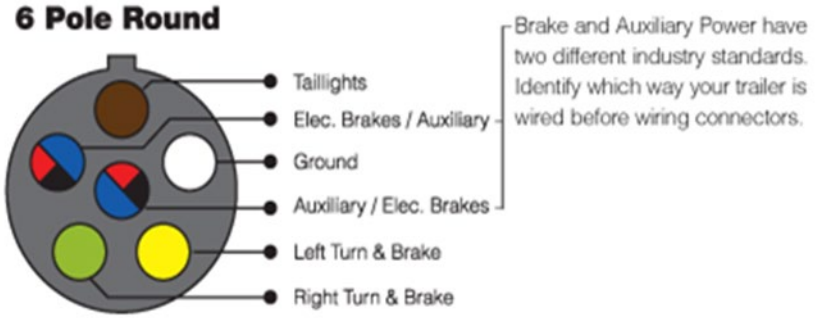 6 Pole Round
Taillights
Elec. Brakes / Auxiliary
Ground
Auxiliary / Elec. Brakes
Left Turn & Brake
Right Turn & Brake
Brake and Auxiliary Power have
two different industry standards.
Identify which way your trailer is
wired before wiring connectors.